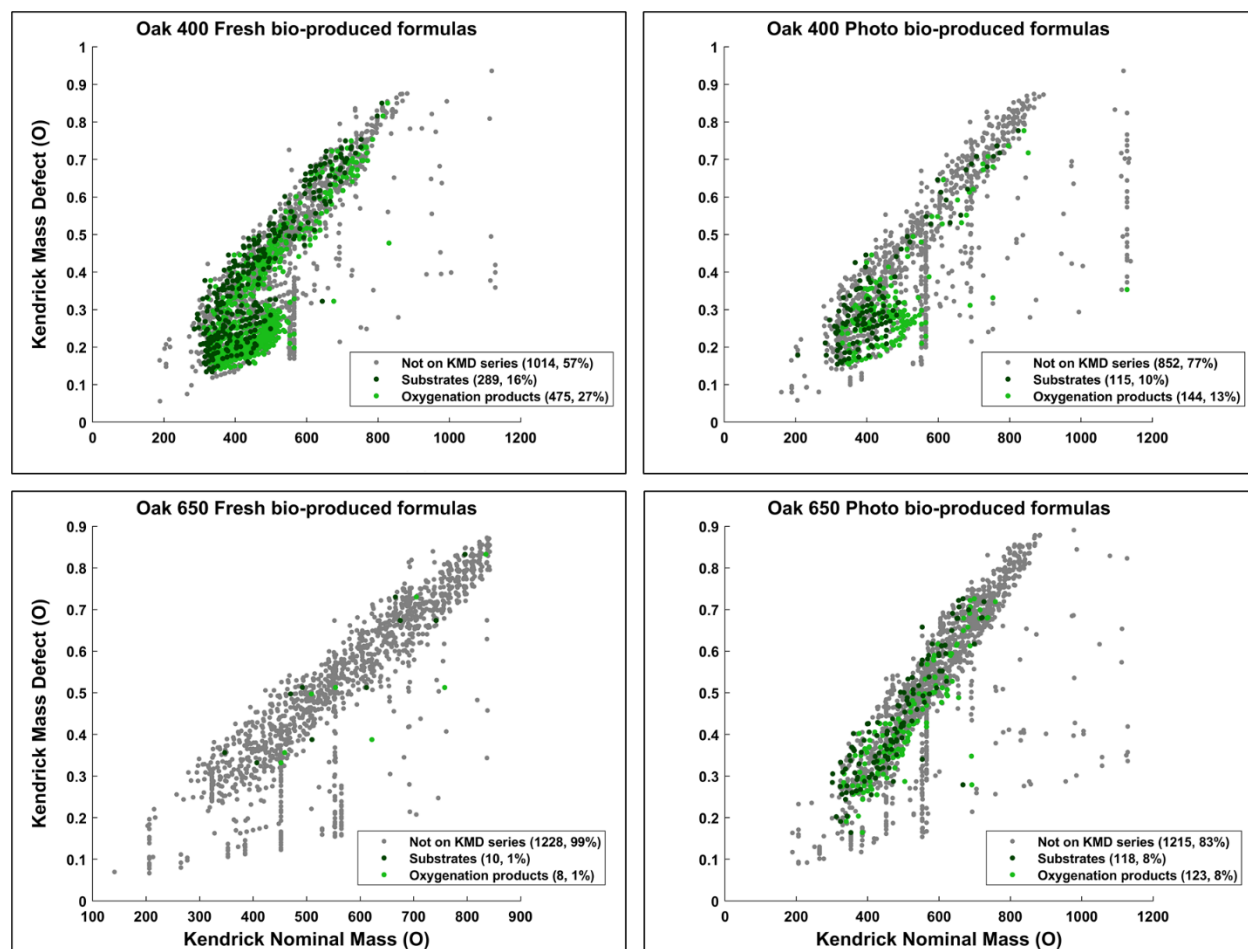 Oak 400 Fresh bio-produced formulas
Kendrick Mass Defect (O)
1
0.9
0.8
0.7
0.6
0.5
0.4
0.3
0.2
0.1
0
0 200 400 600 800 1000 1200
Not on KMD series (1014, 57%)
Substrates (289, 16%)
Oxygenation products (475, 27%)
Oak 400 Photo bio-produced formulas
1
0.9
0.8
0.7
0.6
0.5
0.4
0.3
0.2
0.1
0
0 200 400 600 800 1000 1200
Not on KMD series (852, 77%)
Substrates (115, 10%)
Oxygenation products (144, 13%)
Oak 650 Fresh bio-produced formulas
Kendrick Mass Defect (O)
0.9
0.8
0.7
0.6
0.5
0.4
0.3
0.2
0.1
0
100 200 300 400 500 600 700 800 900
Not on KMD series (1228, 99%)
Substrates (10, 1%)
Oxygenation products (8, 1%)
Kendrick Nominal Mass (O)
Oak 650 Photo bio-produced formulas
0.9
0.8
0.7
0.6
0.5
0.4
0.3
0.2
0.1
0
0 200 400 600 800 1000 1200
Not on KMD series (1215, 83%)
Substrates (118, 8%)
Oxygenation products (123, 8%)
Kendrick Nominal Mass (O)